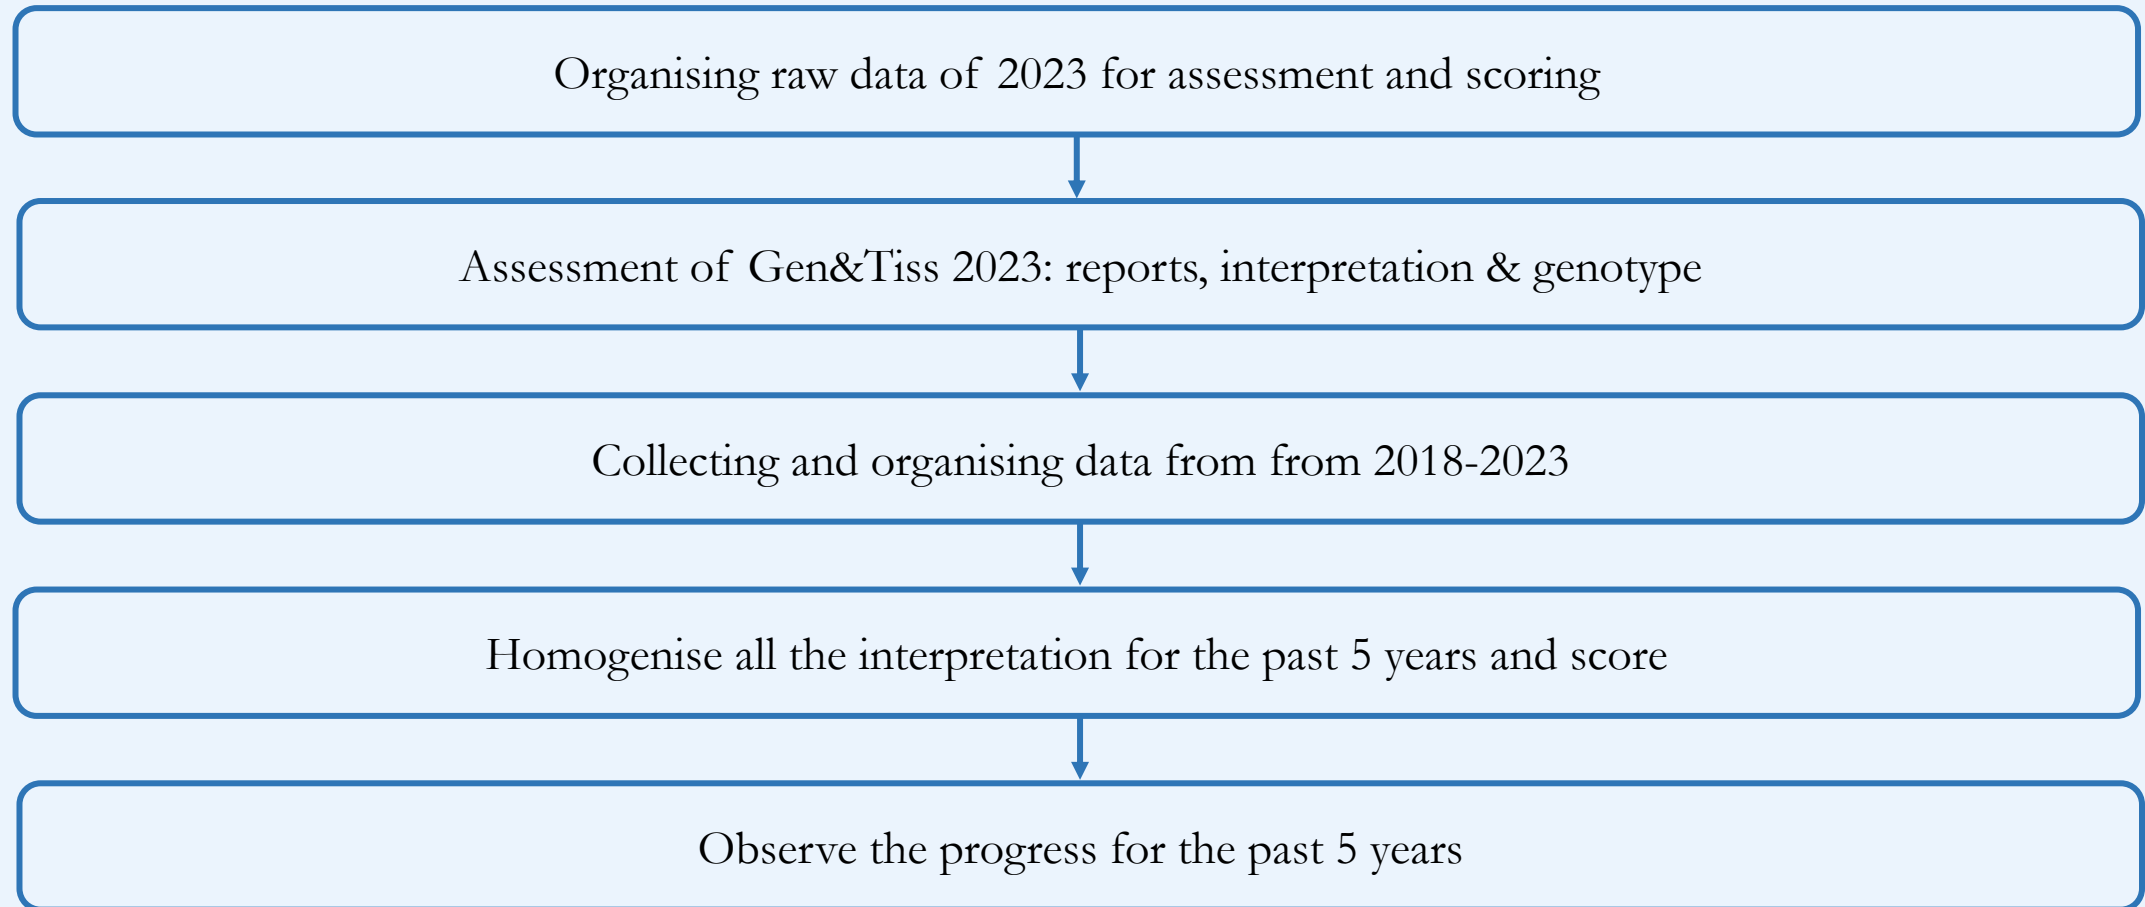 Organising raw data of 2023 for assessment and scoring
Assessment of Gen&Tiss 2023: reports, interpretation & genotype
Collecting and organising data from from 2018-2023
Homogenise all the interpretation for the past 5 years and score
Observe the progress for the past 5 years